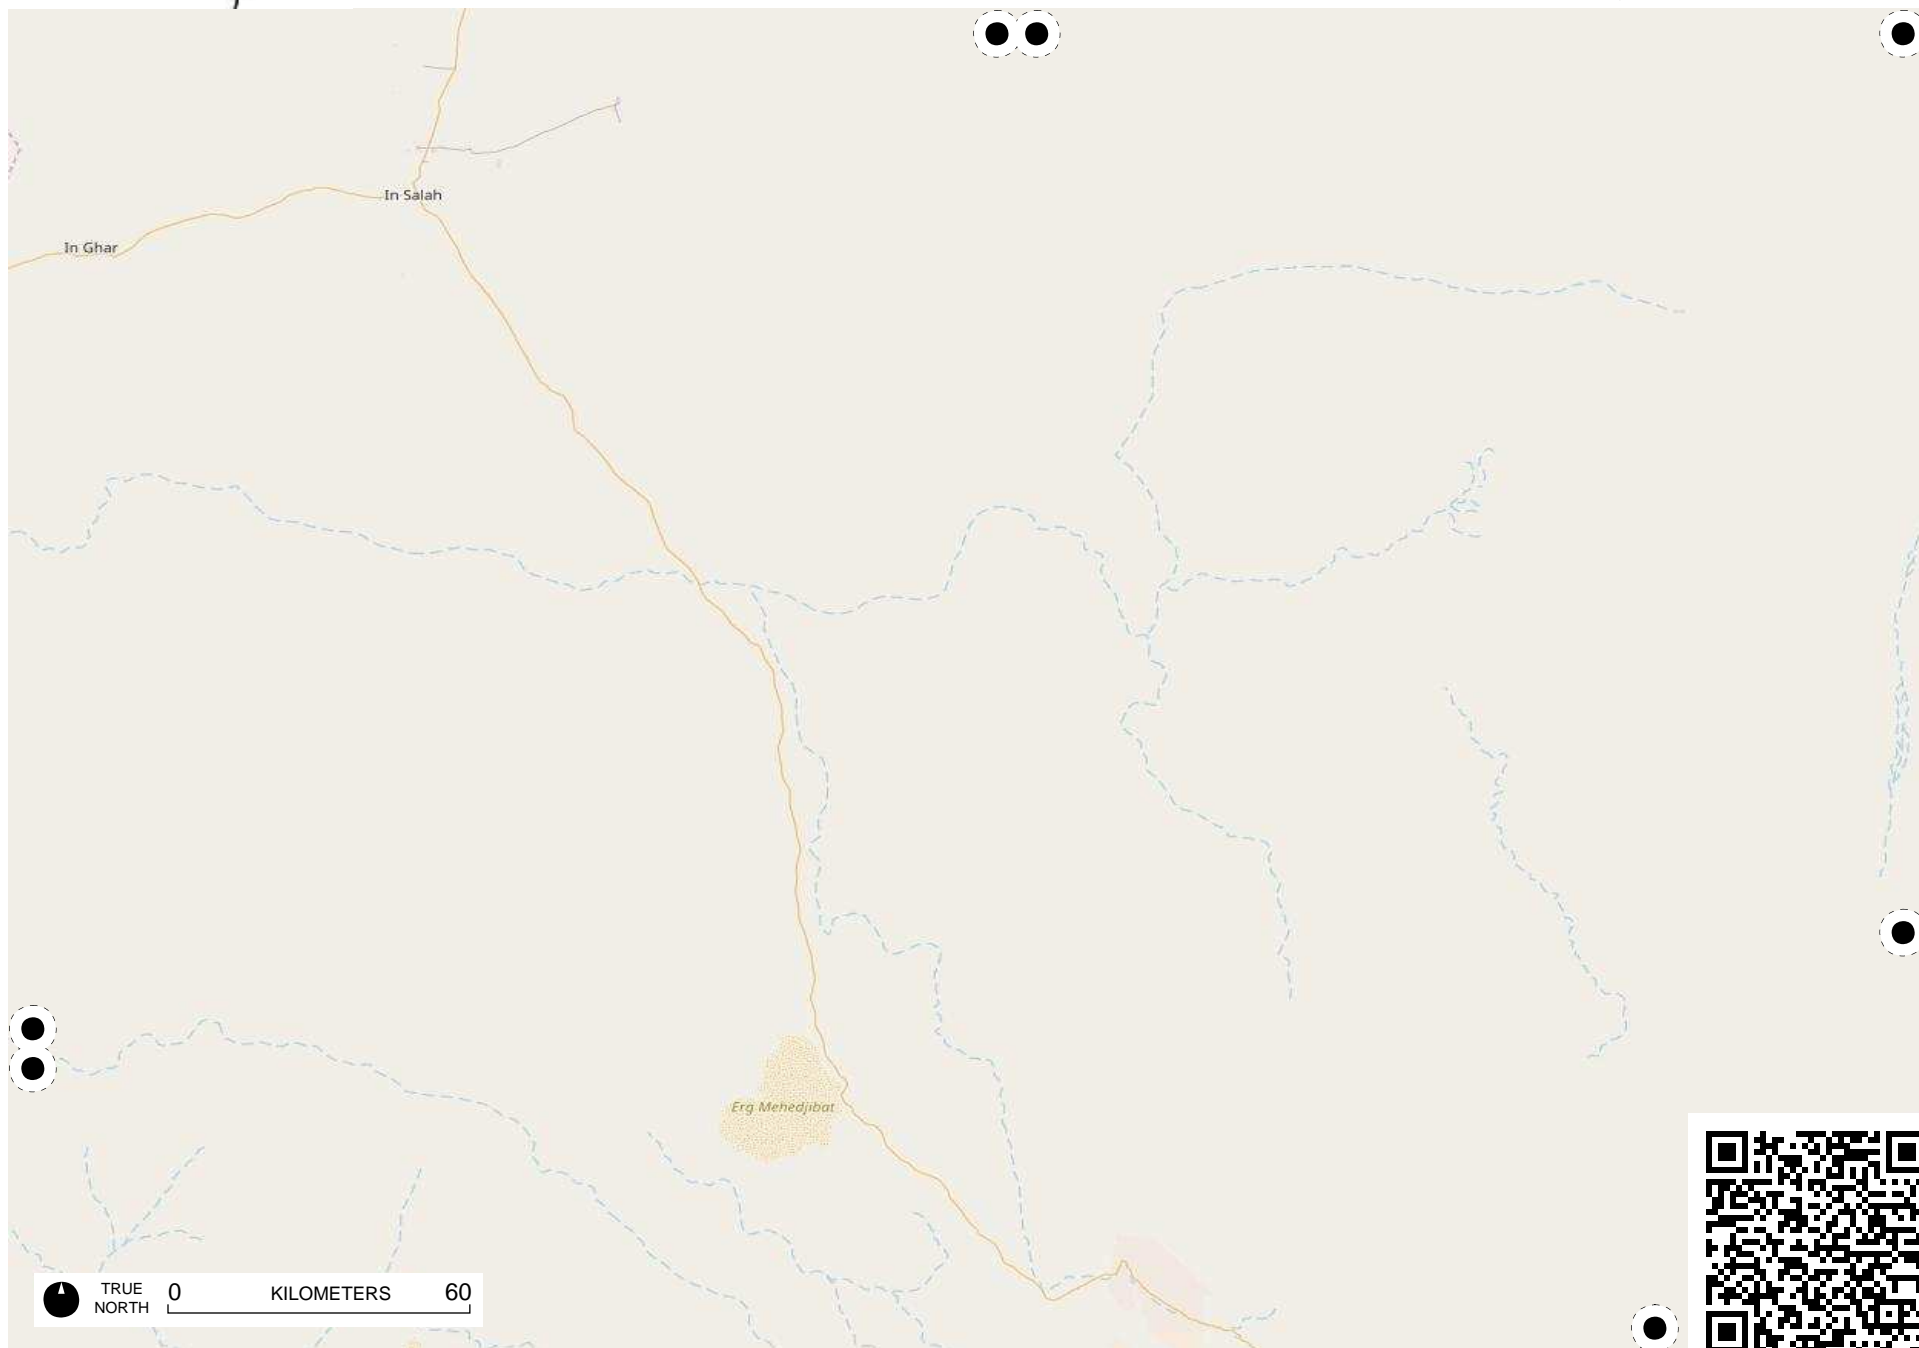 In Salah
In Ghar
Erg Mehedjibat
TRUE NORTH
0 KILOMETERS 60